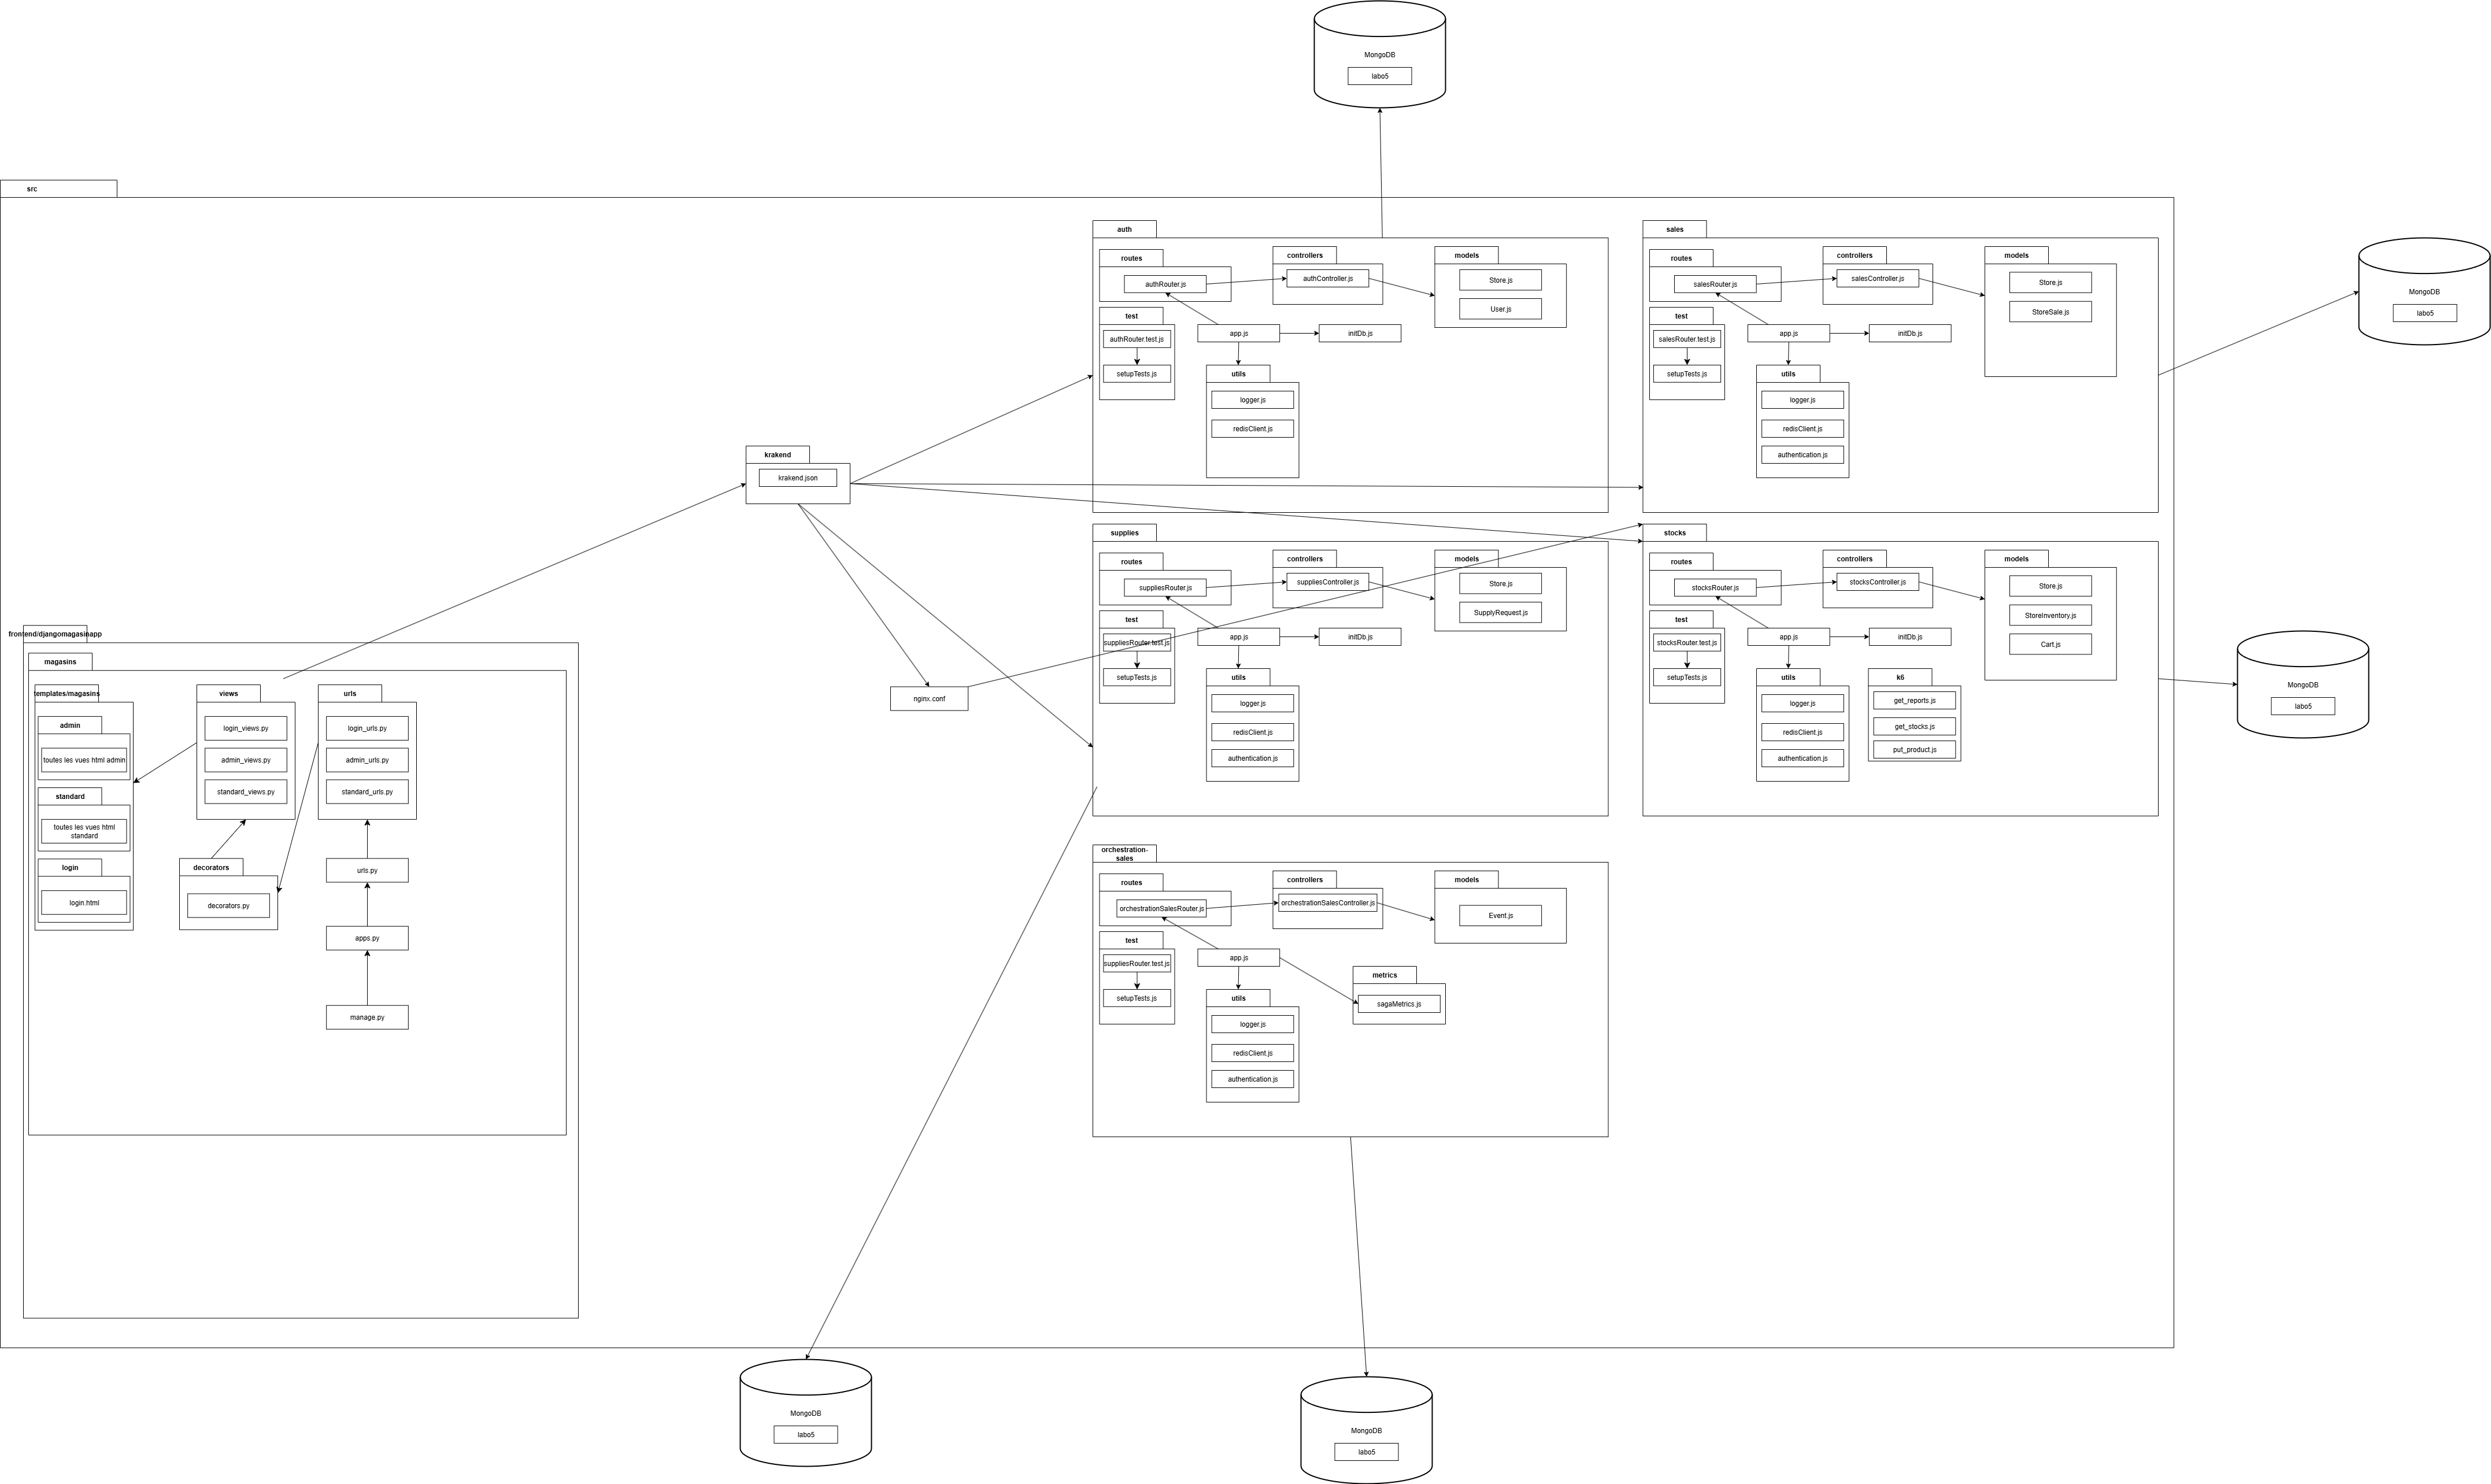 MongoDB
labo5
src
auth
routes
authRouter.js
controllers
authController.js
models
Store.js
User.js
test
authRouter.test.js
setupTests.js
app.js
initDb.js
utils
logger.js
redisClient.js
sales
routes
salesRouter.js
controllers
salesController.js
models
Store.js
StoreSale.js
test
salesRouter.test.js
setupTests.js
app.js
initDb.js
utils
logger.js
redisClient.js
authentication.js
MongoDB
labo5
krakend
krakend.json
supplies
routes
suppliesRouter.js
controllers
suppliesController.js
models
Store.js
SupplyRequest.js
test
suppliesRouter.test.js
setupTests.js
app.js
initDb.js
utils
logger.js
redisClient.js
authentication.js
stocks
routes
stocksRouter.js
controllers
stocksController.js
models
Store.js
StoreInventory.js
Cart.js
test
stocksRouter.test.js
setupTests.js
app.js
initDb.js
utils
logger.js
redisClient.js
authentication.js
k6
get_reports.js
get_stocks.js
put_product.js
MongoDB
labo5
nginx.conf
frontend/djangomagasinapp
magasins
templates/magasins
admin
toutes les vues html admin
standard
toutes les vues html
standard
login
login.html
views
login_views.py
admin_views.py
standard_views.py
urls
login_urls.py
admin_urls.py
standard_urls.py
decorators
decorators.py
urls.py
apps.py
manage.py
orchestration-
sales
routes
orchestrationSalesRouter.js
controllers
orchestrationSalesController.js
models
Event.js
test
suppliesRouter.test.js
setupTests.js
app.js
utils
logger.js
redisClient.js
authentication.js
metrics
sagaMetrics.js
MongoDB
labo5
MongoDB
labo5